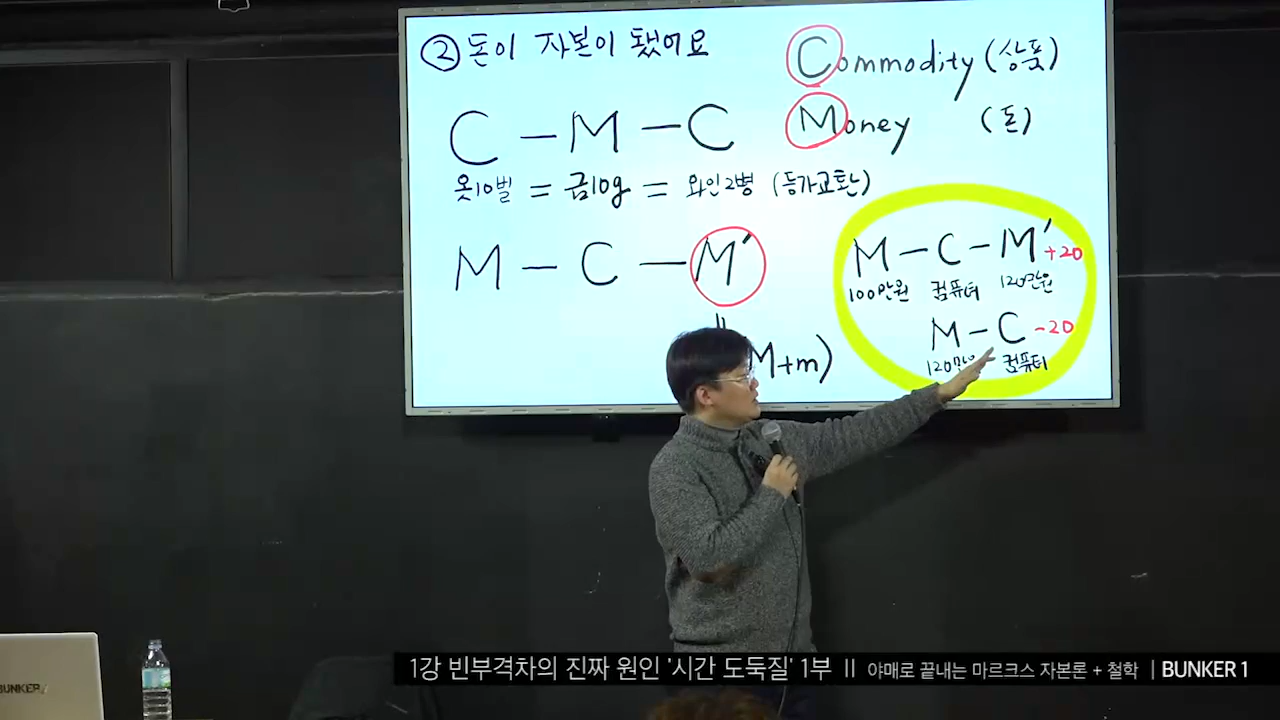 ② 돈이 자본이 됐어요
Commodity (상품)
Money (돈)
C – M – C
옷10벌 = 금10g = 와인2병 (등가교환)
M – C – M′
M+m)
M – C – M′ +20
100만원 컴퓨터 120만원
M – C -20
컴퓨터
1강 빈부격차의 진짜 원인 '시간 도둑질' 1부 II 야매로 끝내는 마르크스 자본론 + 철학 | BUNKER 1
BUNKER